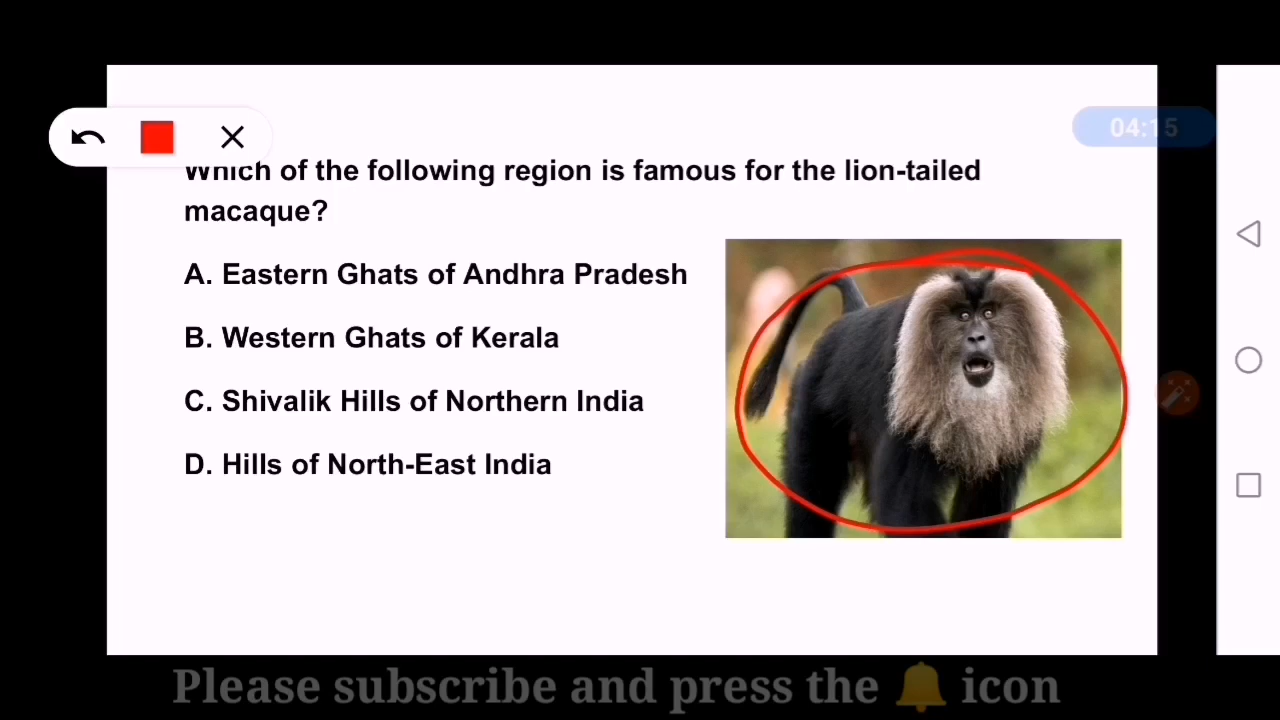 04:15
Which of the following region is famous for the lion-tailed
macaque?
A. Eastern Ghats of Andhra Pradesh
B. Western Ghats of Kerala
C. Shivalik Hills of Northern India
D. Hills of North-East India
Please subscribe and press the 🔔 icon